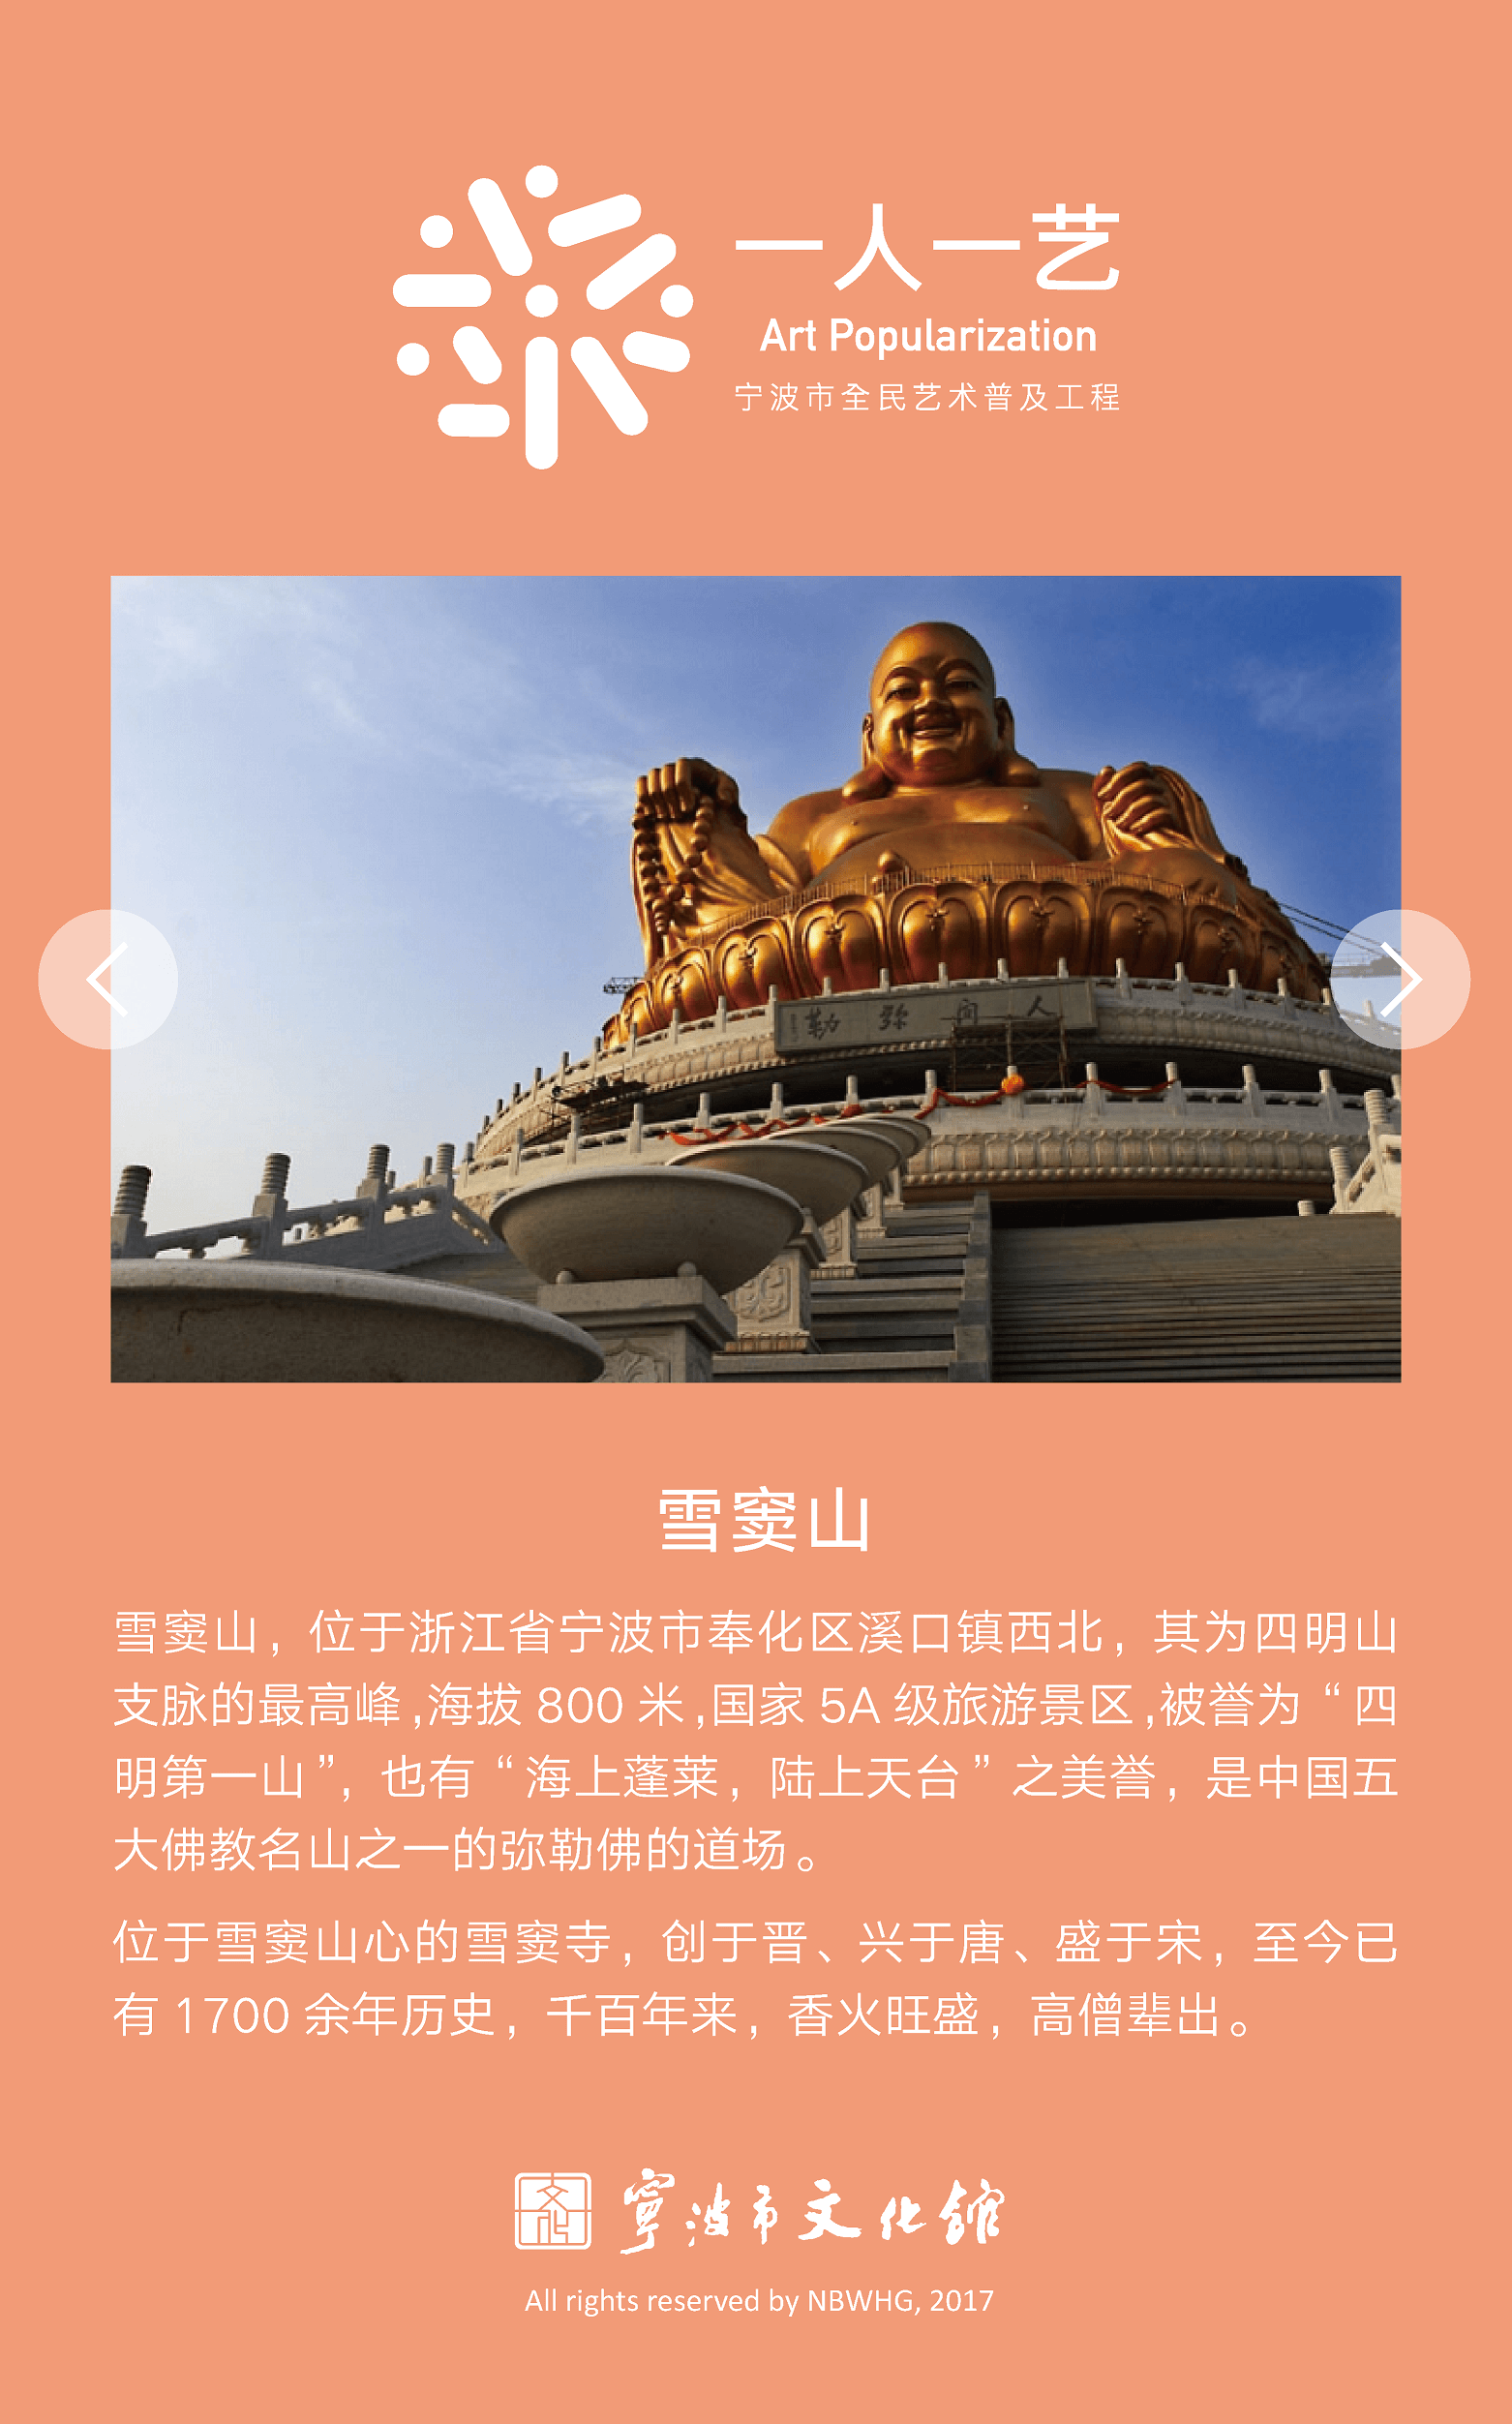 一人一艺
Art Popularization
宁波市全民艺术普及工程
勒弥间人
雪窦山
雪窦山，位于浙江省宁波市奉化区溪口镇西北，其为四明山
支脉的最高峰,海拔 800 米,国家 5A 级旅游景区,被誉为“四
明第一山”，也有“海上蓬莱，陆上天台”之美誉，是中国五
大佛教名山之一的弥勒佛的道场。
位于雪窦山心的雪窦寺，创于晋、兴于唐、盛于宋，至今已
有 1700 余年历史，千百年来，香火旺盛，高僧辈出。
寧波市文化館
All rights reserved by NBWHG, 2017